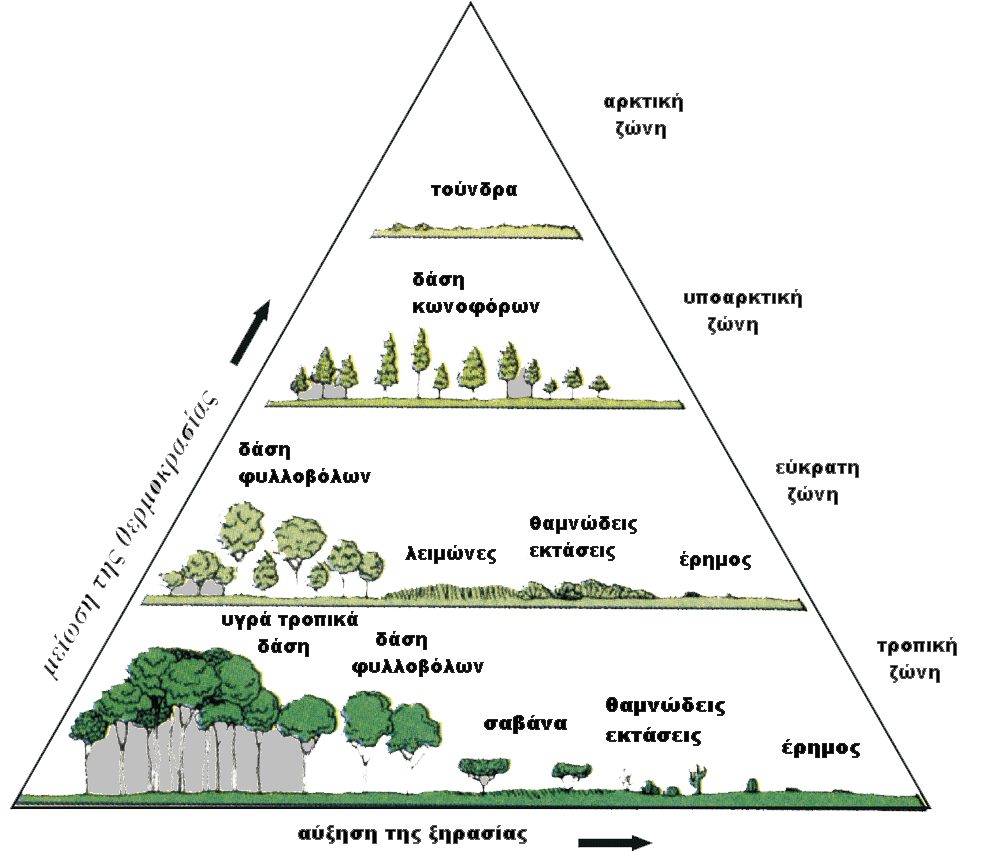 αρκτική
ζώνη
τούνδρα
δάση
κωνοφόρων
υποαρκτική
ζώνη
μείωση της θερμοκρασίας
δάση
φυλλοβόλων
λειμώνες
θαμνώδεις
εκτάσεις
έρημος
εύκρατη
ζώνη
υγρά τροπικά
δάση
δάση
φυλλοβόλων
σαβάνα
θαμνώδεις
εκτάσεις
έρημος
τροπική
ζώνη
αύξηση της ξηρασίας